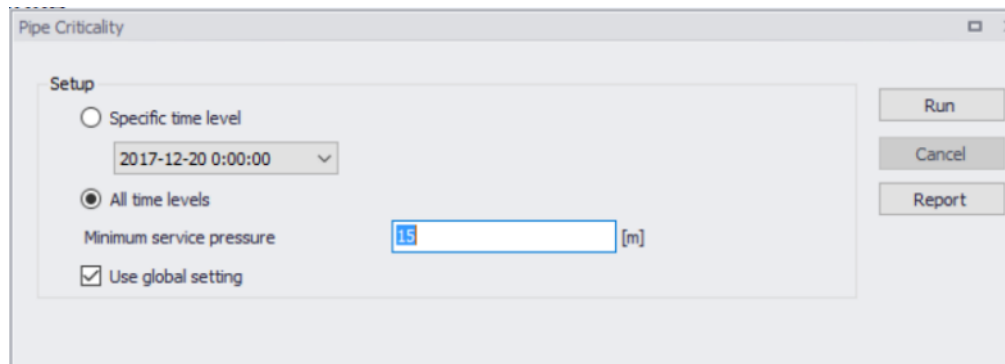 Pipe Criticality
Setup
Specific time level
2017-12-20 0:00:00
All time levels
Minimum service pressure 15 [m]
Use global setting
Run
Cancel
Report